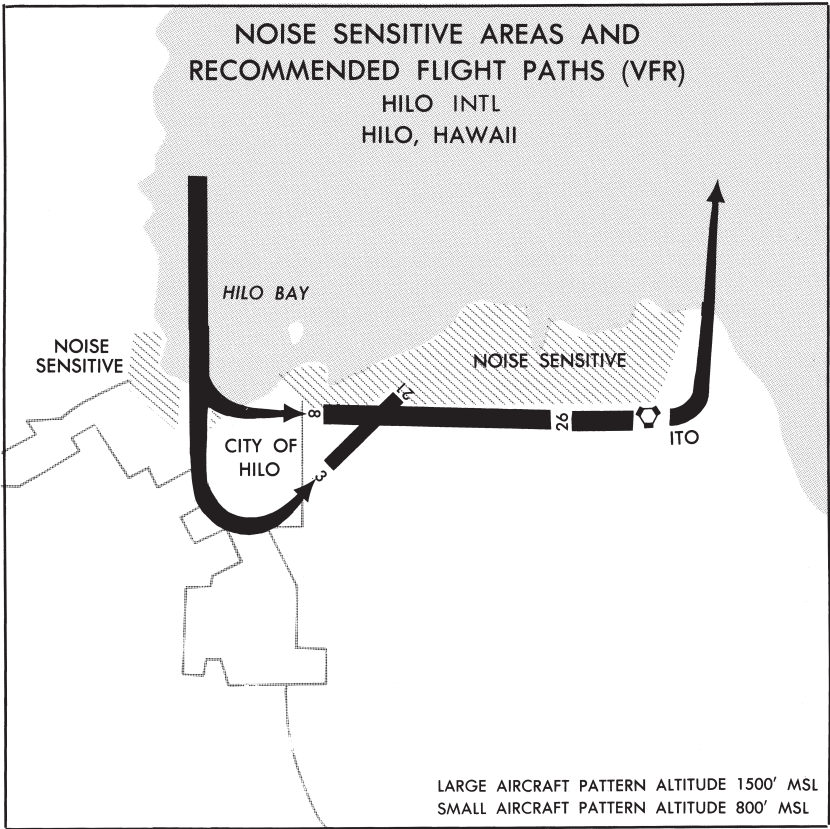 NOISE SENSITIVE AREAS AND
RECOMMENDED FLIGHT PATHS (VFR)
HILO INTL
HILO, HAWAII
HILO BAY
NOISE
SENSITIVE
NOISE SENSITIVE
21
8
26
ITO
CITY OF
HILO
3
LARGE AIRCRAFT PATTERN ALTITUDE 1500' MSL
SMALL AIRCRAFT PATTERN ALTITUDE 800' MSL